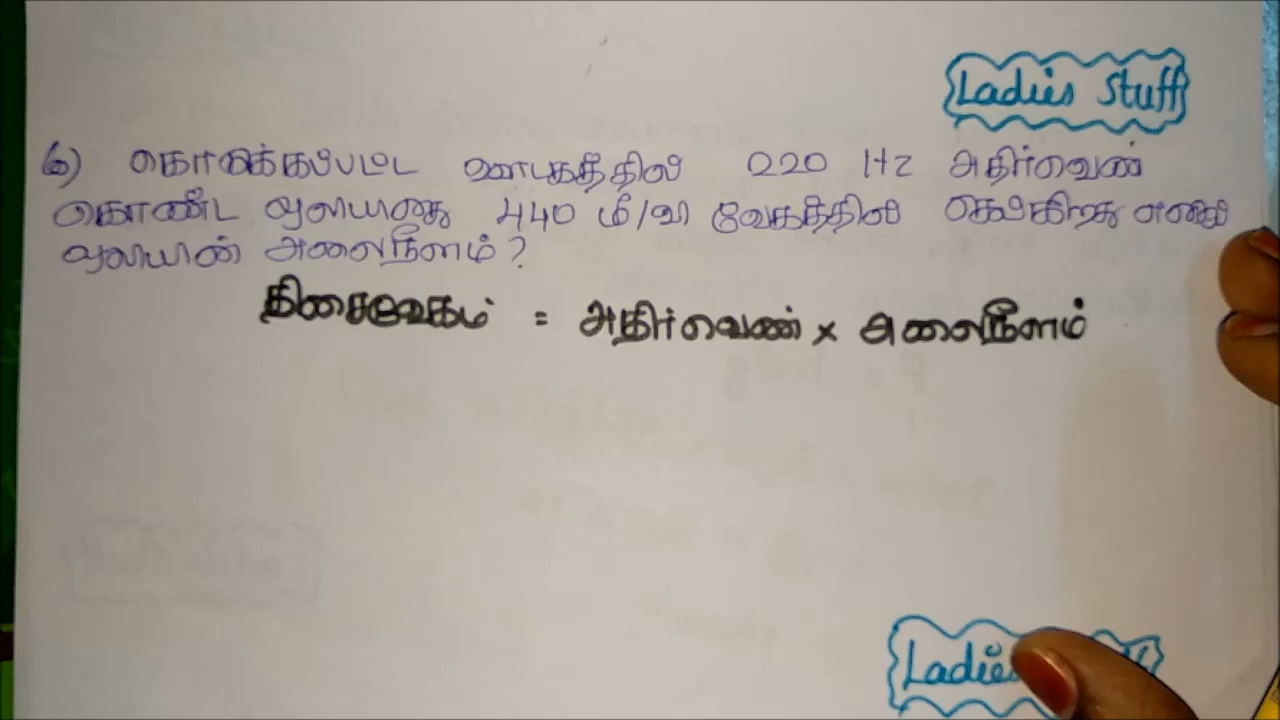 Ladies Stuff
6) கொடுக்கப்பட்ட ஊடகத்தில் 220 Hz அதிர்வெண்
கொண்ட ஒலியானது 440 மீ/வி வேகத்தில் செல்கிறது எனில்
ஒலியின் அலைநீளம் ?
திசைவேகம் = அதிர்வெண் × அலைநீளம்
Ladies